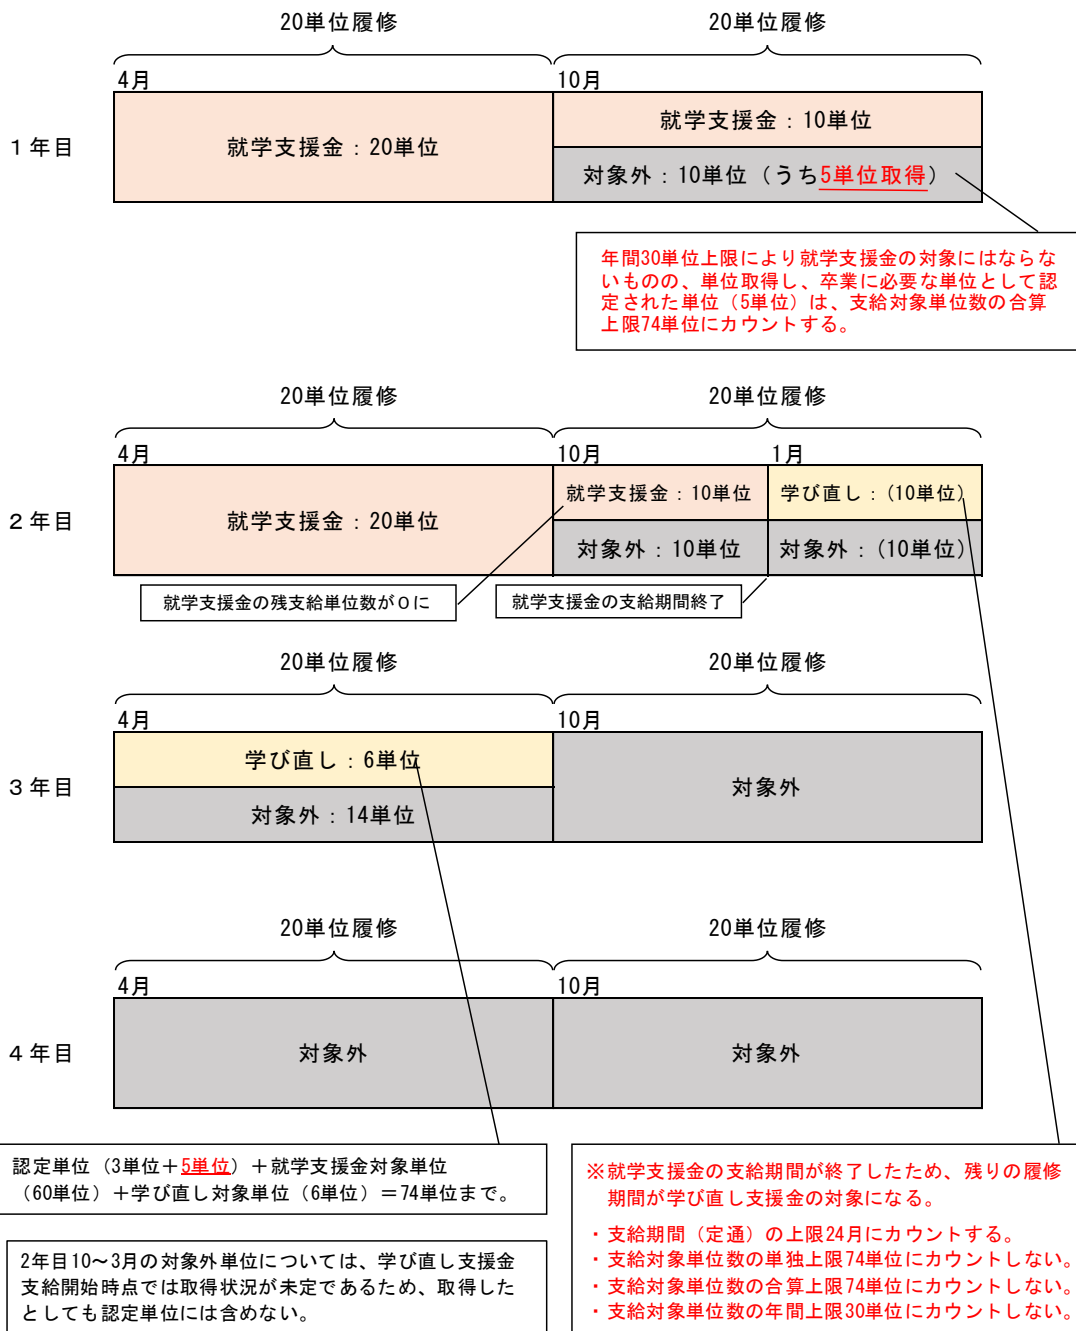 20単位履修
20単位履修
4月
10月
1年目
就学支援金：20単位
就学支援金：10単位
対象外：10単位（うち5単位取得）
年間30単位上限により就学支援金の対象にはならな
いものの、単位取得し、卒業に必要な単位として認
定された単位（5単位）は、支給対象単位数の合算
上限74単位にカウントする。
20単位履修
20単位履修
4月
10月
1月
2年目
就学支援金：20単位
就学支援金：10単位
学び直し：(10単位)
対象外：10単位
対象外：(10単位)
就学支援金の残支給単位数が０に
就学支援金の支給期間終了
20単位履修
20単位履修
4月
10月
3年目
学び直し：6単位
対象外：14単位
対象外
20単位履修
20単位履修
4月
10月
4年目
対象外
対象外
認定単位（3単位＋5単位）＋就学支援金対象単位
（60単位）＋学び直し対象単位（6単位）＝74単位まで。
2年目10～3月の対象外単位については、学び直し支援金
支給開始時点では取得状況が未定であるため、取得した
としても認定単位には含めない。
※就学支援金の支給期間が終了したため、残りの履修
期間が学び直し支援金の対象になる。
・支給期間（定通）の上限24月にカウントする。
・支給対象単位数の単独上限74単位にカウントしない。
・支給対象単位数の合算上限74単位にカウントしない。
・支給対象単位数の年間上限30単位にカウントしない。